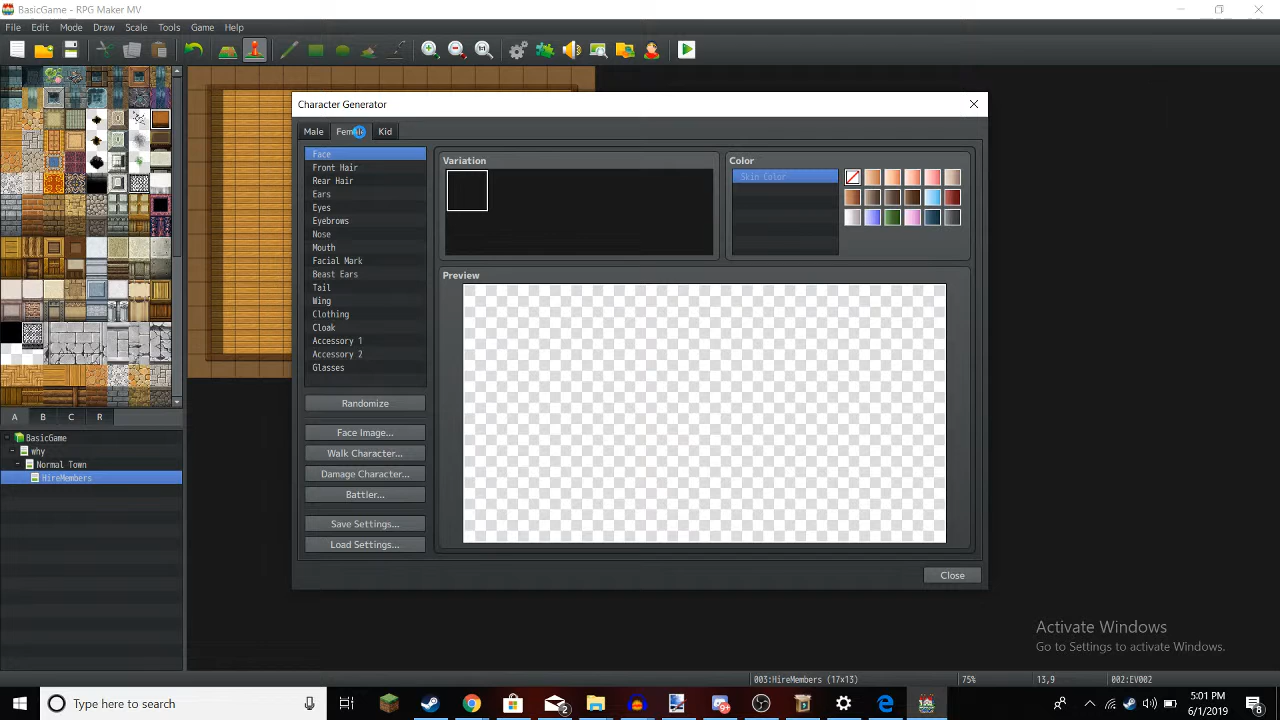 BasicGame - RPG Maker MV
File Edit Mode Draw Scale Tools Game Help
Character Generator
Male Female Kid
Face
Front Hair
Rear Hair
Ears
Eyes
Eyebrows
Nose
Mouth
Facial Mark
Beast Ears
Tail
Wing
Clothing
Cloak
Accessory 1
Accessory 2
Glasses
Randomize
Face Image...
Walk Character...
Damage Character...
Battler...
Save Settings...
Load Settings...
Variation
Color
Skin Color
Preview
Close
A B C R
BasicGame
why
Normal Town
HireMembers
Activate Windows
Go to Settings to activate Windows.
003:HireMembers (17x13) 75% 13,9 002:EV002
Type here to search
2
5:01 PM
6/1/2019
8